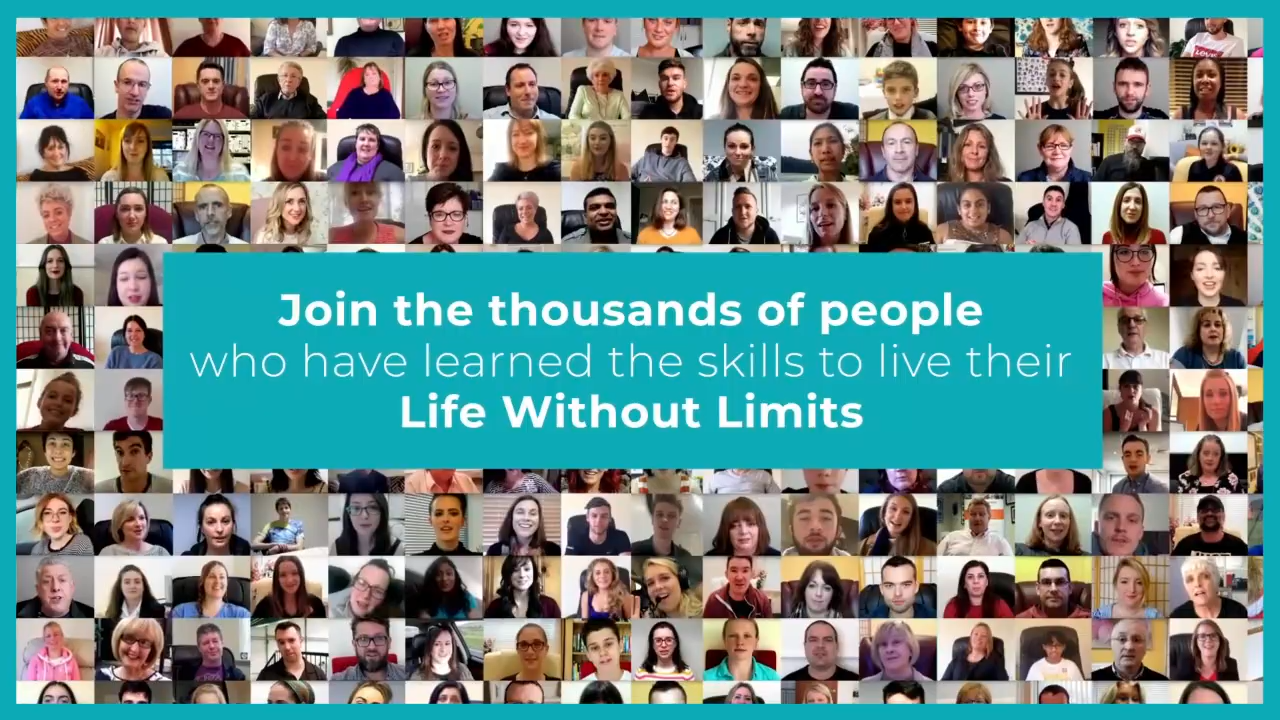 Join the thousands of people
who have learned the skills to live their
Life Without Limits